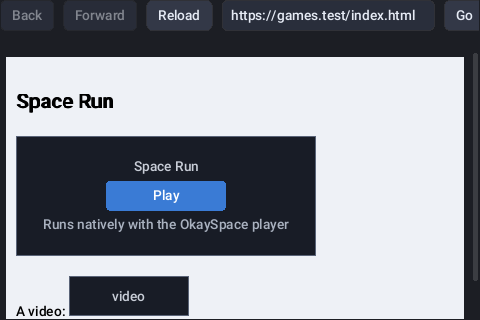 Back Forward Reload https://games.test/index.html Go
Space Run
Space Run
Play
Runs natively with the OkaySpace player
A video: video